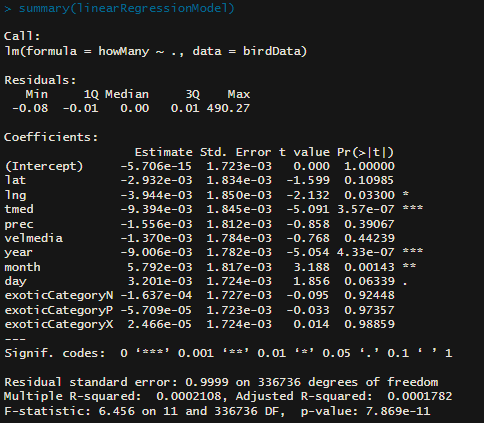 > summary(linearRegressionModel)

Call:
lm(formula = howMany ~ ., data = birdData)

Residuals:
   Min     1Q Median     3Q    Max
 -0.08  -0.01   0.00   0.01 490.27

Coefficients:
                  Estimate Std. Error t value Pr(>|t|)
(Intercept)     -5.706e-15  1.723e-03   0.000  1.00000
lat             -2.932e-03  1.834e-03  -1.599  0.10985
lng             -3.944e-03  1.850e-03  -2.132  0.03300 *
tmed            -9.394e-03  1.845e-03  -5.091 3.57e-07 ***
prec            -1.556e-03  1.812e-03  -0.858  0.39067
velmedia        -1.370e-03  1.784e-03  -0.768  0.44239
year            -9.006e-03  1.782e-03  -5.054 4.33e-07 ***
month            5.792e-03  1.817e-03   3.188  0.00143 **
day              3.201e-03  1.724e-03   1.856  0.06339 .
exoticCategoryN -1.637e-04  1.727e-03  -0.095  0.92448
exoticCategoryP -5.709e-05  1.723e-03  -0.033  0.97357
exoticCategoryX  2.466e-05  1.724e-03   0.014  0.98859
---
Signif. codes:  0 ‘***’ 0.001 ‘**’ 0.01 ‘*’ 0.05 ‘.’ 0.1 ‘ ’ 1

Residual standard error: 0.9999 on 336736 degrees of freedom
Multiple R-squared:  0.0002108, Adjusted R-squared:  0.0001782
F-statistic: 6.456 on 11 and 336736 DF,  p-value: 7.869e-11